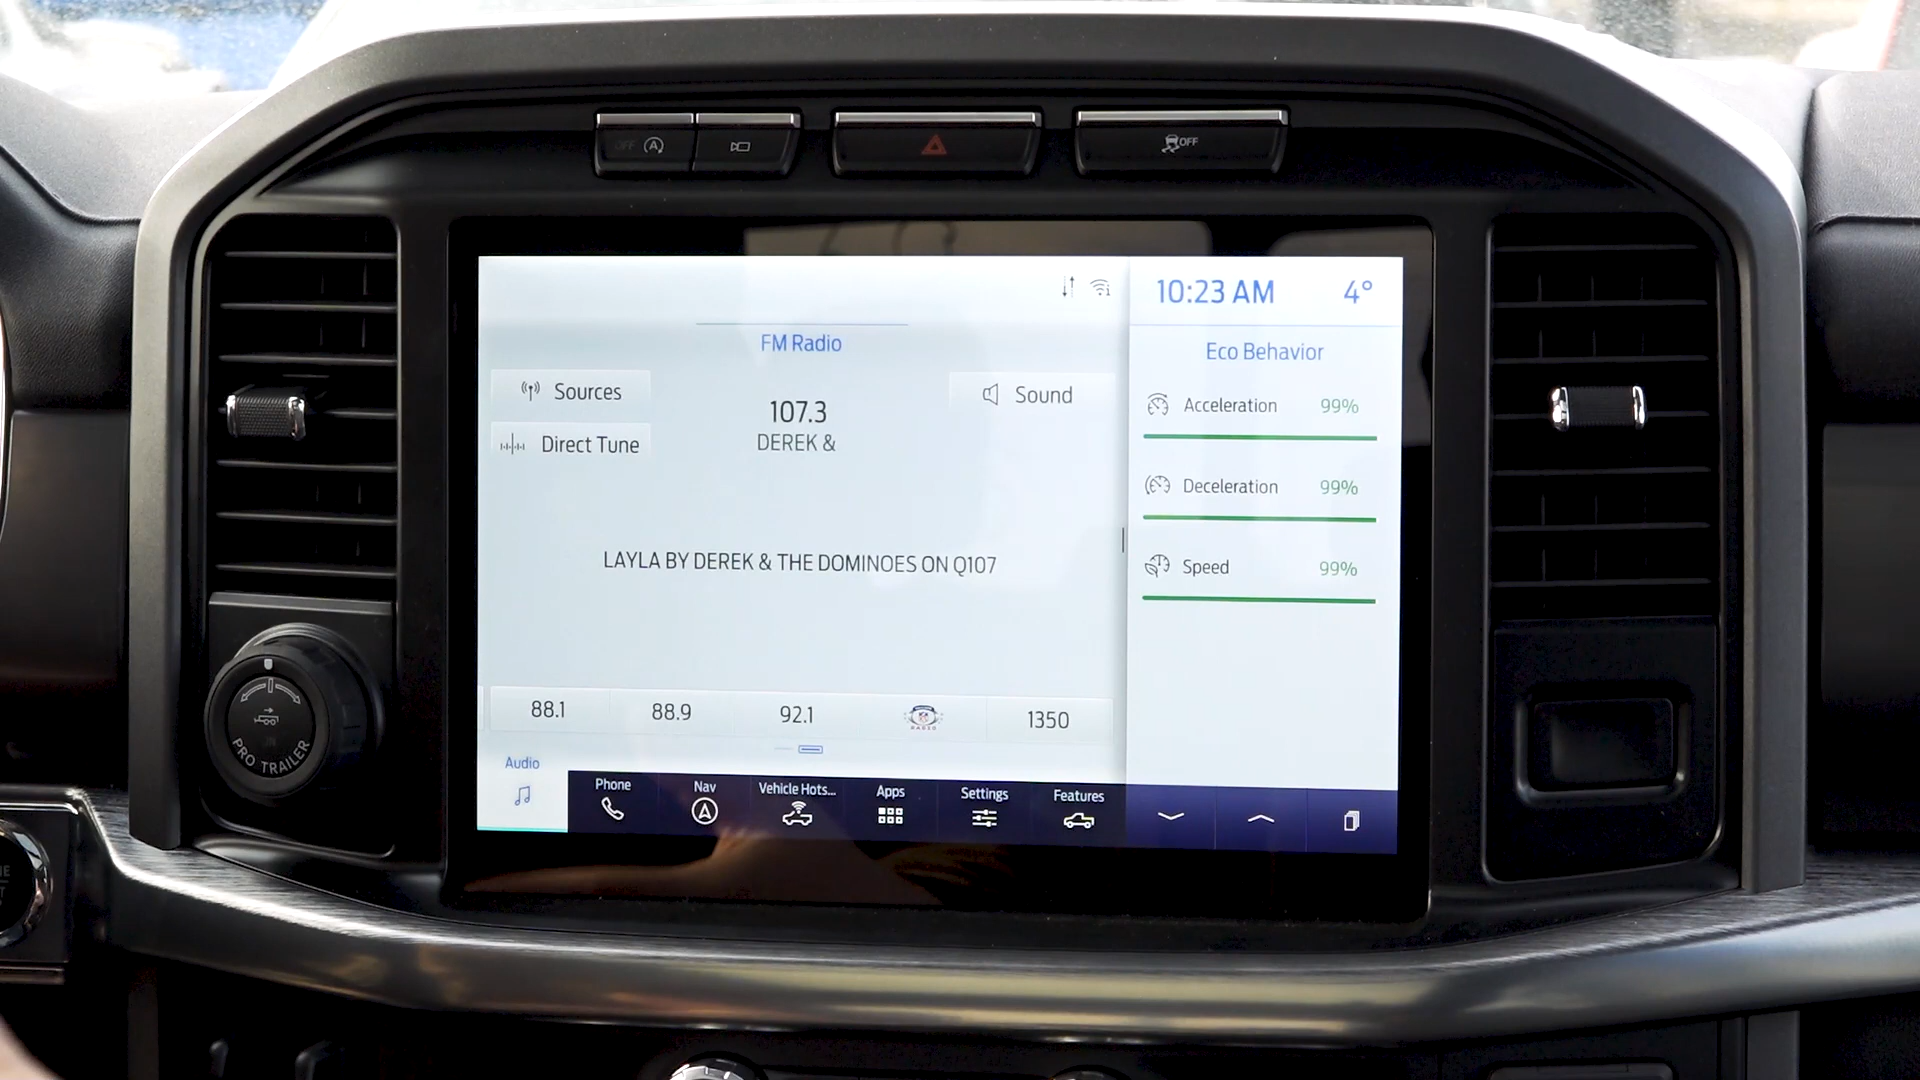 OFF A
OFF
10:23 AM 4°
FM Radio
Eco Behavior
Sources
Sound
107.3
DEREK &
Direct Tune
Acceleration 99%
Deceleration 99%
LAYLA BY DEREK & THE DOMINOES ON Q107
Speed 99%
88.1 88.9 92.1 1350
Audio
Phone Nav Vehicle Hots... Apps Settings Features
PRO TRAILER